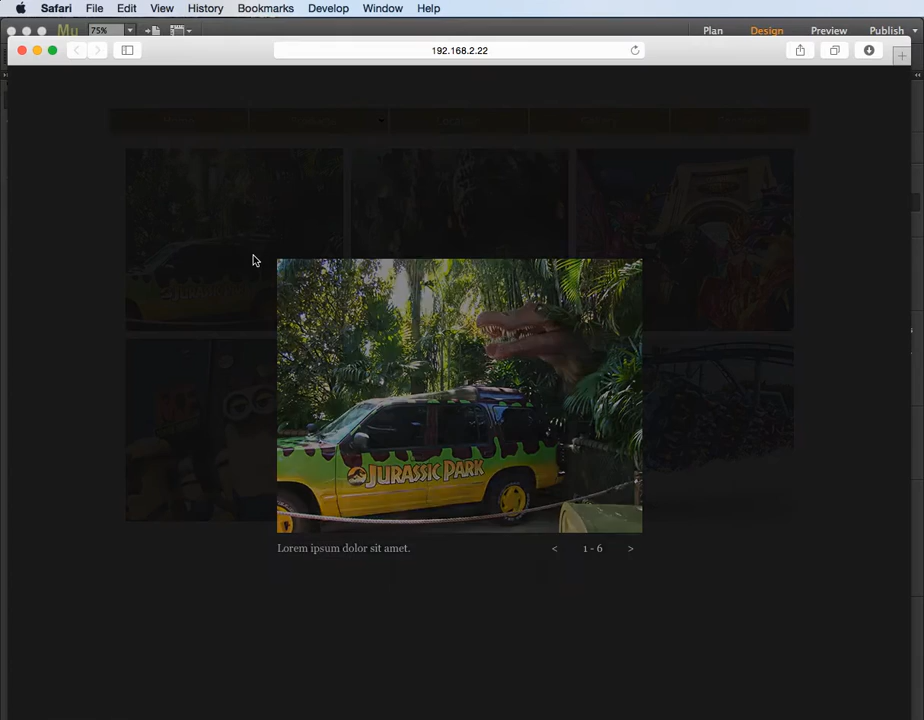 Safari File Edit View History Bookmarks Develop Window Help
Mu 75% Plan Design Preview Publish
192.168.2.22
JURASSIC PARK
Lorem ipsum dolor sit amet. < 1 - 6 >